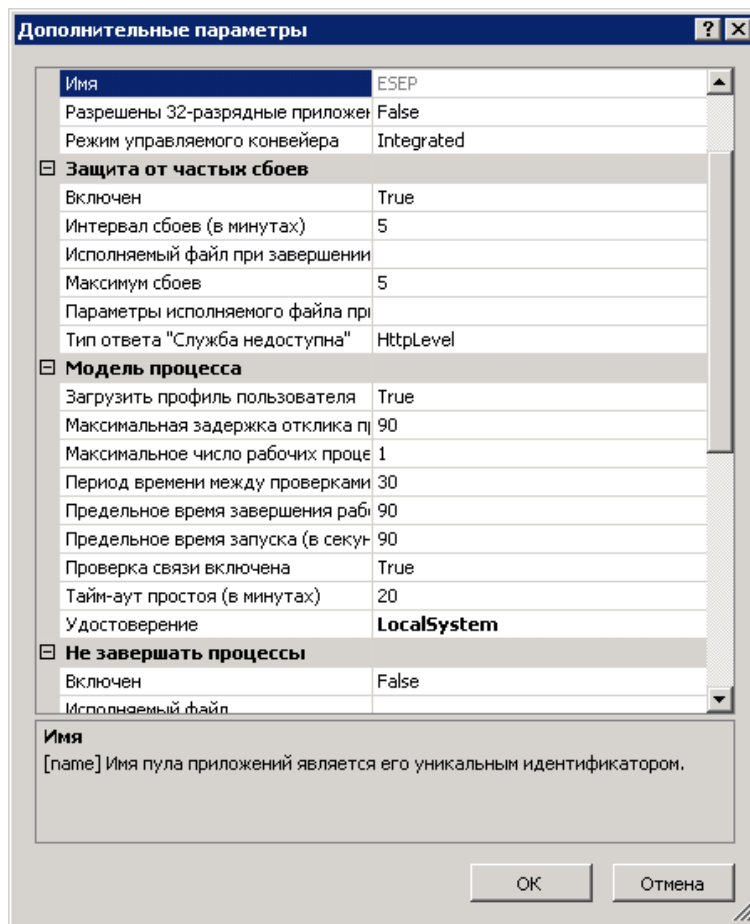 Дополнительные параметры
Имя ESEP
Разрешены 32-разрядные приложен False
Режим управляемого конвейера Integrated
Защита от частых сбоев
Включен True
Интервал сбоев (в минутах) 5
Исполняемый файл при завершении
Максимум сбоев 5
Параметры исполняемого файла при
Тип ответа "Служба недоступна" HttpLevel
Модель процесса
Загрузить профиль пользователя True
Максимальная задержка отклика п 90
Максимальное число рабочих проце 1
Период времени между проверками 30
Предельное время завершения раб 90
Предельное время запуска (в секун 90
Проверка связи включена True
Тайм-аут простоя (в минутах) 20
Удостоверение LocalSystem
Не завершать процессы
Включен False
Исполняемый файл
Имя
[name] Имя пула приложений является его уникальным идентификатором.
ОК
Отмена